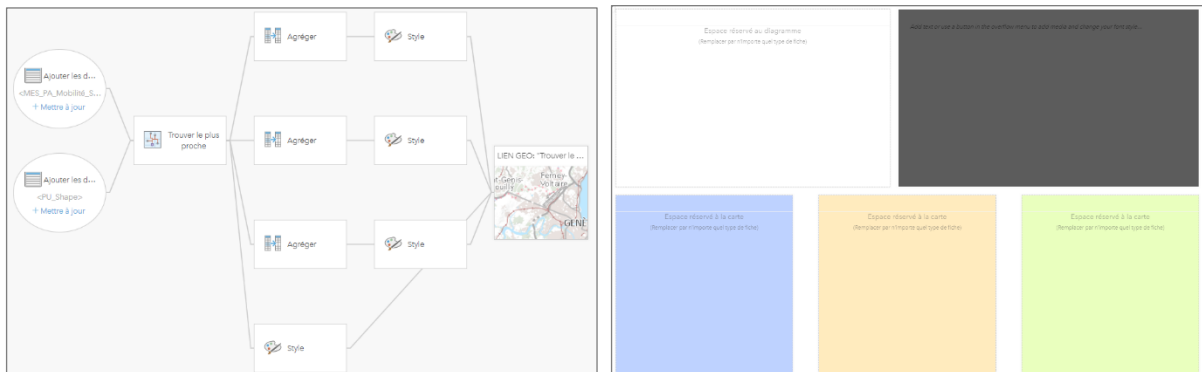 Ajouter les d...
<MES_PA_Mobilité_S...
+ Mettre à jour
Ajouter les d...
<PU_Shape>
+ Mettre à jour
Trouver le plus
proche
Agréger
Style
Agréger
Style
Agréger
Style
Style
LIEN GEO: "Trouver le ...
Ferney-
Voltaire
GENÈ
Espace réservé au diagramme
(Remplacer par n'importe quel type de fiche)
Add text or use a button in the overflow menu to add media and change your font style...
Espace réservé à la carte
(Remplacer par n'importe quel type de fiche)
Espace réservé à la carte
(Remplacer par n'importe quel type de fiche)
Espace réservé à la carte
(Remplacer par n'importe quel type de fiche)